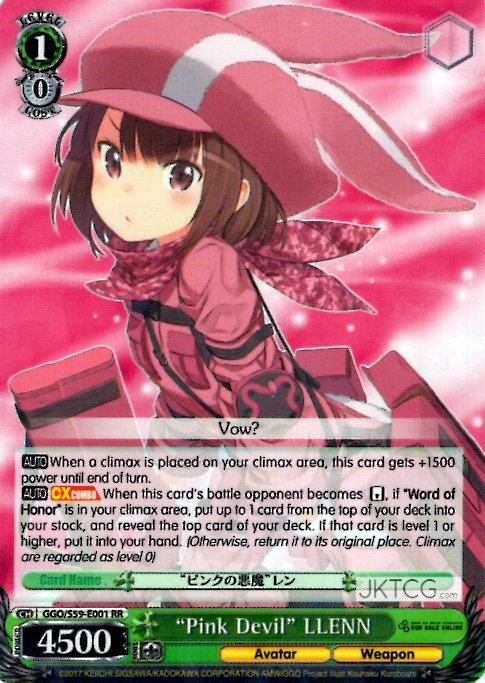 LEVEL
1
0
COST
Vow?
AUTO When a climax is placed on your climax area, this card gets +1500
power until end of turn.
AUTO CX COMBO When this card's battle opponent becomes , if "Word of
Honor" is in your climax area, put up to 1 card from the top of your deck into
your stock, and reveal the top card of your deck. If that card is level 1 or
higher, put it into your hand. (Otherwise, return it to its original place. Climax
are regarded as level 0)
Card Name “ピンクの悪魔”レン
JKTCG.com
GGO/S59-E001 RR
POWER 4500 SOUL
“Pink Devil” LLENN
GUN GALE ONLINE
Avatar Weapon
©2017 KEIICHI SIGSAWA/KADOKAWA CORPORATION AMW/GGO Project Illust.Kouhaku Kuroboshi